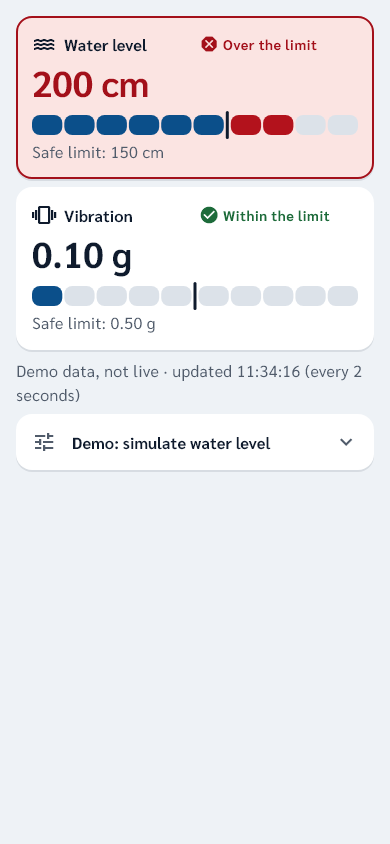 Water level
Over the limit
200 cm
Safe limit: 150 cm
Vibration
Within the limit
0.10 g
Safe limit: 0.50 g
Demo data, not live · updated 11:34:16 (every 2
seconds)
Demo: simulate water level